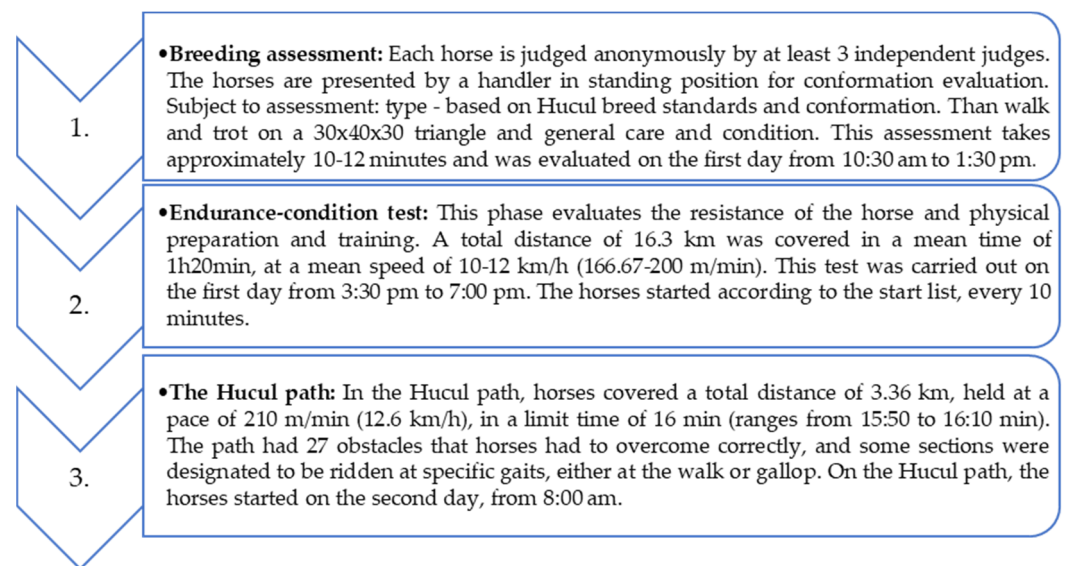 1.
•Breeding assessment: Each horse is judged anonymously by at least 3 independent judges.
The horses are presented by a handler in standing position for conformation evaluation.
Subject to assessment: type - based on Hucul breed standards and conformation. Than walk
and trot on a 30x40x30 triangle and general care and condition. This assessment takes
approximately 10-12 minutes and was evaluated on the first day from 10:30 am to 1:30 pm.
2.
•Endurance-condition test: This phase evaluates the resistance of the horse and physical
preparation and training. A total distance of 16.3 km was covered in a mean time of
1h20min, at a mean speed of 10-12 km/h (166.67-200 m/min). This test was carried out on
the first day from 3:30 pm to 7:00 pm. The horses started according to the start list, every 10
minutes.
3.
•The Hucul path: In the Hucul path, horses covered a total distance of 3.36 km, held at a
pace of 210 m/min (12.6 km/h), in a limit time of 16 min (ranges from 15:50 to 16:10 min).
The path had 27 obstacles that horses had to overcome correctly, and some sections were
designated to be ridden at specific gaits, either at the walk or gallop. On the Hucul path, the
horses started on the second day, from 8:00 am.